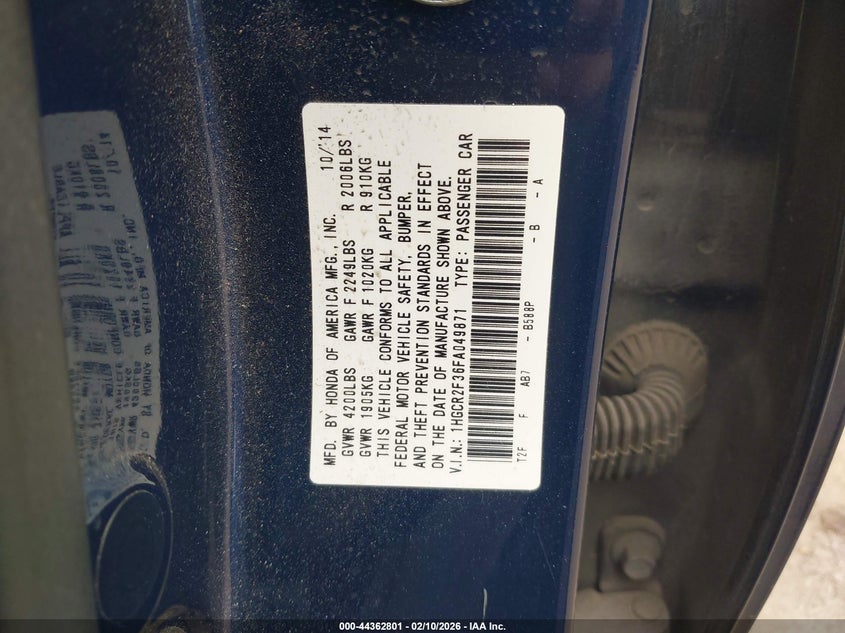 MFD. BY HONDA OF AMERICA MFG., INC. 10/'14
GVWR 4200LBS GAWR F 2249LBS R 2006LBS
GVWR 1905KG GAWR F 1020KG R 910KG
THIS VEHICLE CONFORMS TO ALL APPLICABLE
FEDERAL MOTOR VEHICLE SAFETY, BUMPER,
AND THEFT PREVENTION STANDARDS IN EFFECT
ON THE DATE OF MANUFACTURE SHOWN ABOVE.
V.I.N.: 1HGCR2F36FA049871 TYPE: PASSENGER CAR
T2F F AB7 - B588P - B - A
000-44362801 - 02/10/2026 - IAA Inc.